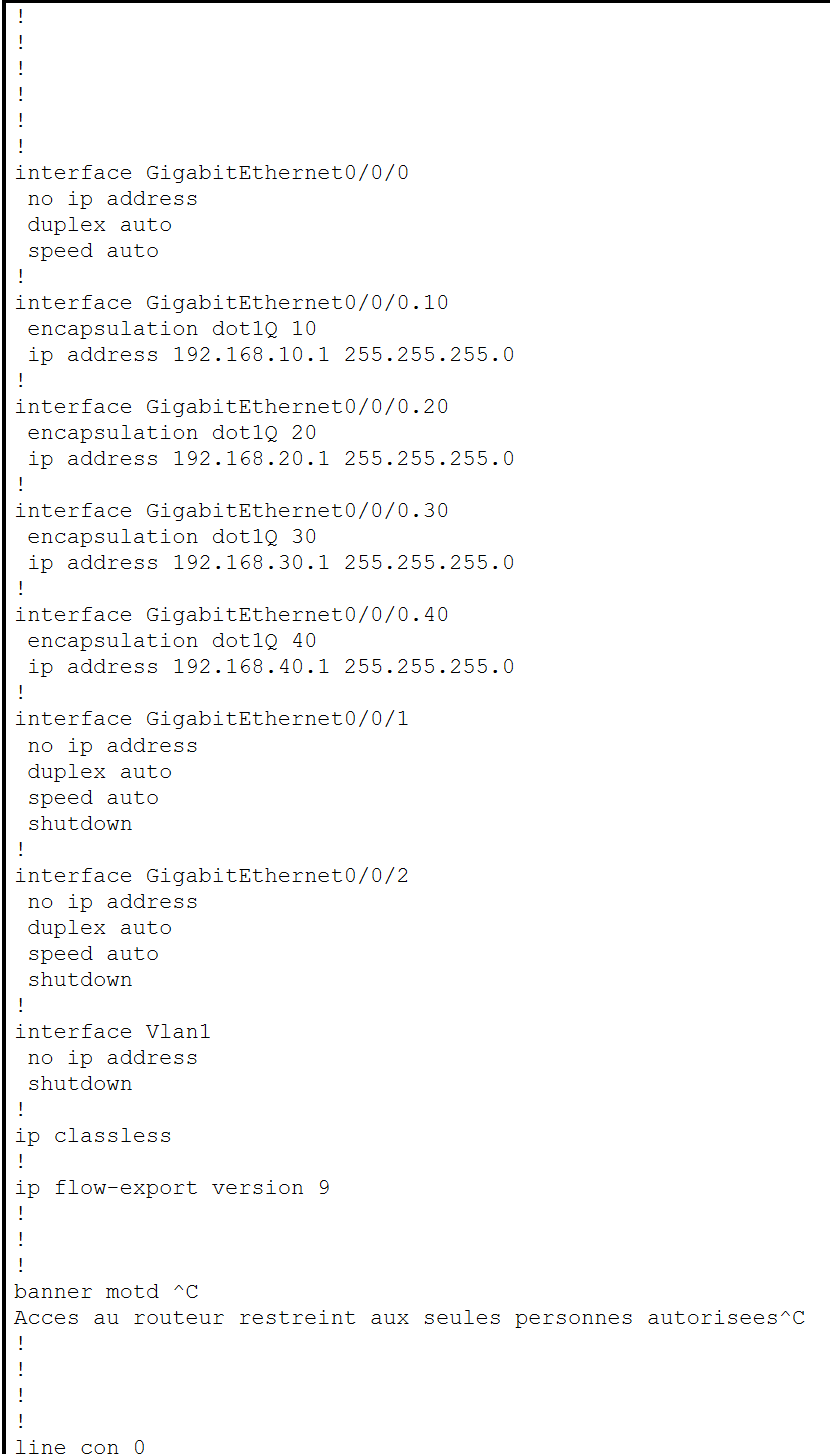 !
!
!
!
!
!
interface GigabitEthernet0/0/0
 no ip address
 duplex auto
 speed auto
!
interface GigabitEthernet0/0/0.10
 encapsulation dot1Q 10
 ip address 192.168.10.1 255.255.255.0
!
interface GigabitEthernet0/0/0.20
 encapsulation dot1Q 20
 ip address 192.168.20.1 255.255.255.0
!
interface GigabitEthernet0/0/0.30
 encapsulation dot1Q 30
 ip address 192.168.30.1 255.255.255.0
!
interface GigabitEthernet0/0/0.40
 encapsulation dot1Q 40
 ip address 192.168.40.1 255.255.255.0
!
interface GigabitEthernet0/0/1
 no ip address
 duplex auto
 speed auto
 shutdown
!
interface GigabitEthernet0/0/2
 no ip address
 duplex auto
 speed auto
 shutdown
!
interface Vlan1
 no ip address
 shutdown
!
ip classless
!
ip flow-export version 9
!
!
!
banner motd ^C
Acces au routeur restreint aux seules personnes autorisees^C
!
!
!
!
line con 0